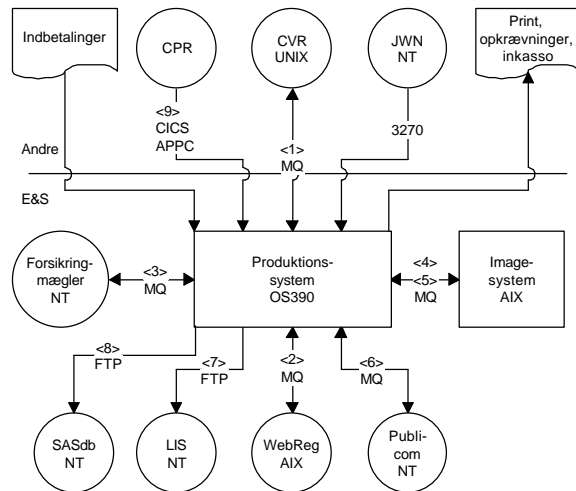 Indbetalinger
CPR
CVR
UNIX
JWN
NT
Print,
opkrævninger,
inkasso
<9>
CICS
APPC
<1>
MQ
3270
Andre
E&S
Forsikring-
mægler
NT
<3>
MQ
Produktions-
system
OS390
<4>
<5>
MQ
Image-
system
AIX
<8>
FTP
<7>
FTP
<2>
MQ
<6>
MQ
SASdb
NT
LIS
NT
WebReg
AIX
Publi-
com
NT